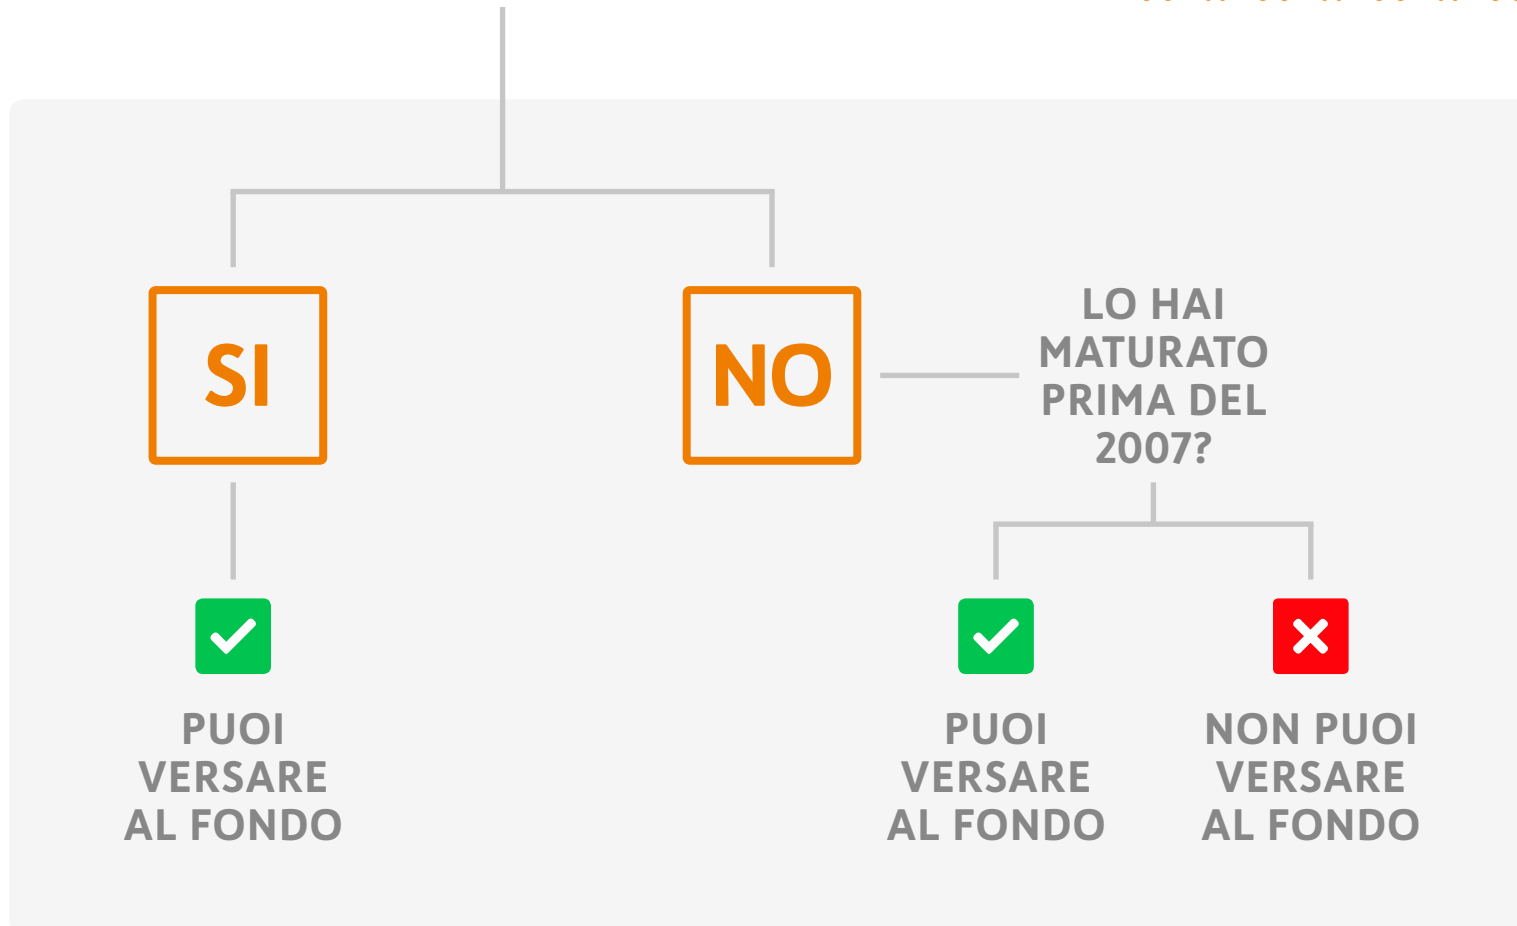 SI
NO
LO HAI
MATURATO
PRIMA DEL
2007?
PUOI
VERSARE
AL FONDO
PUOI
VERSARE
AL FONDO
NON PUOI
VERSARE
AL FONDO